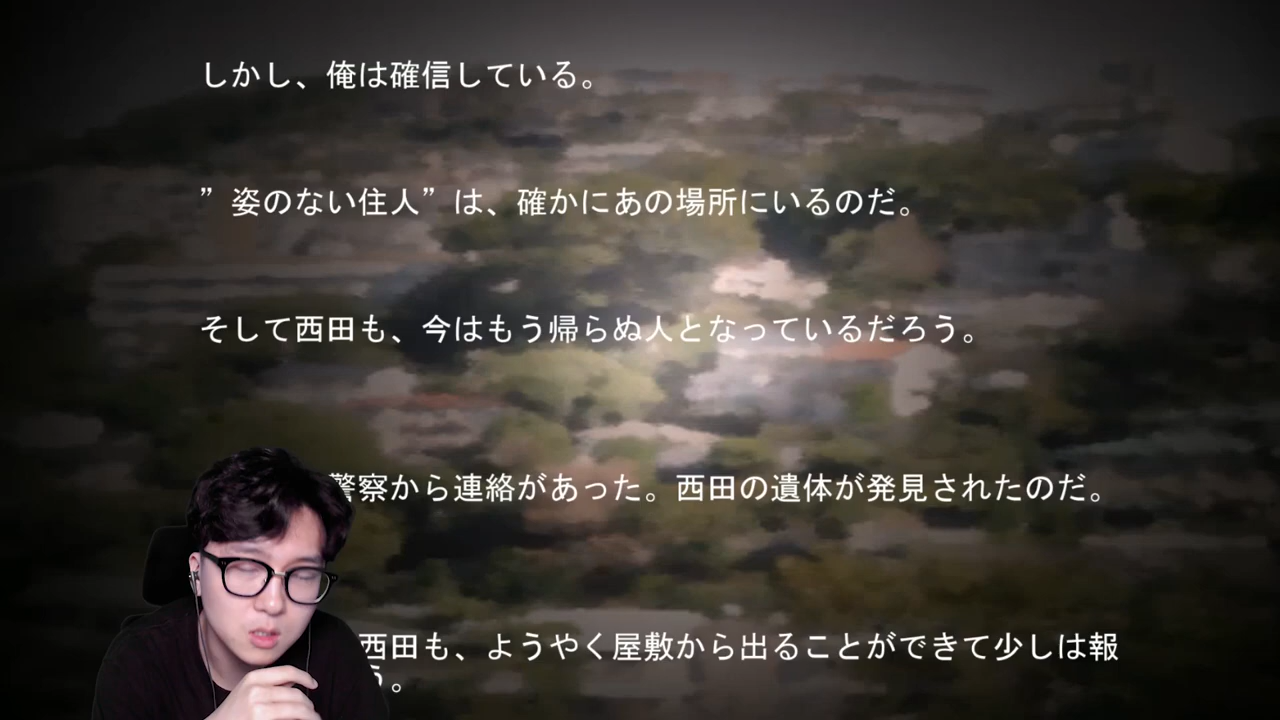 しかし、俺は確信している。
”姿のない住人”は、確かにあの場所にいるのだ。
そして西田も、今はもう帰らぬ人となっているだろう。
警察から連絡があった。西田の遺体が発見されたのだ。
西田も、ようやく屋敷から出ることができて少しは報
う。